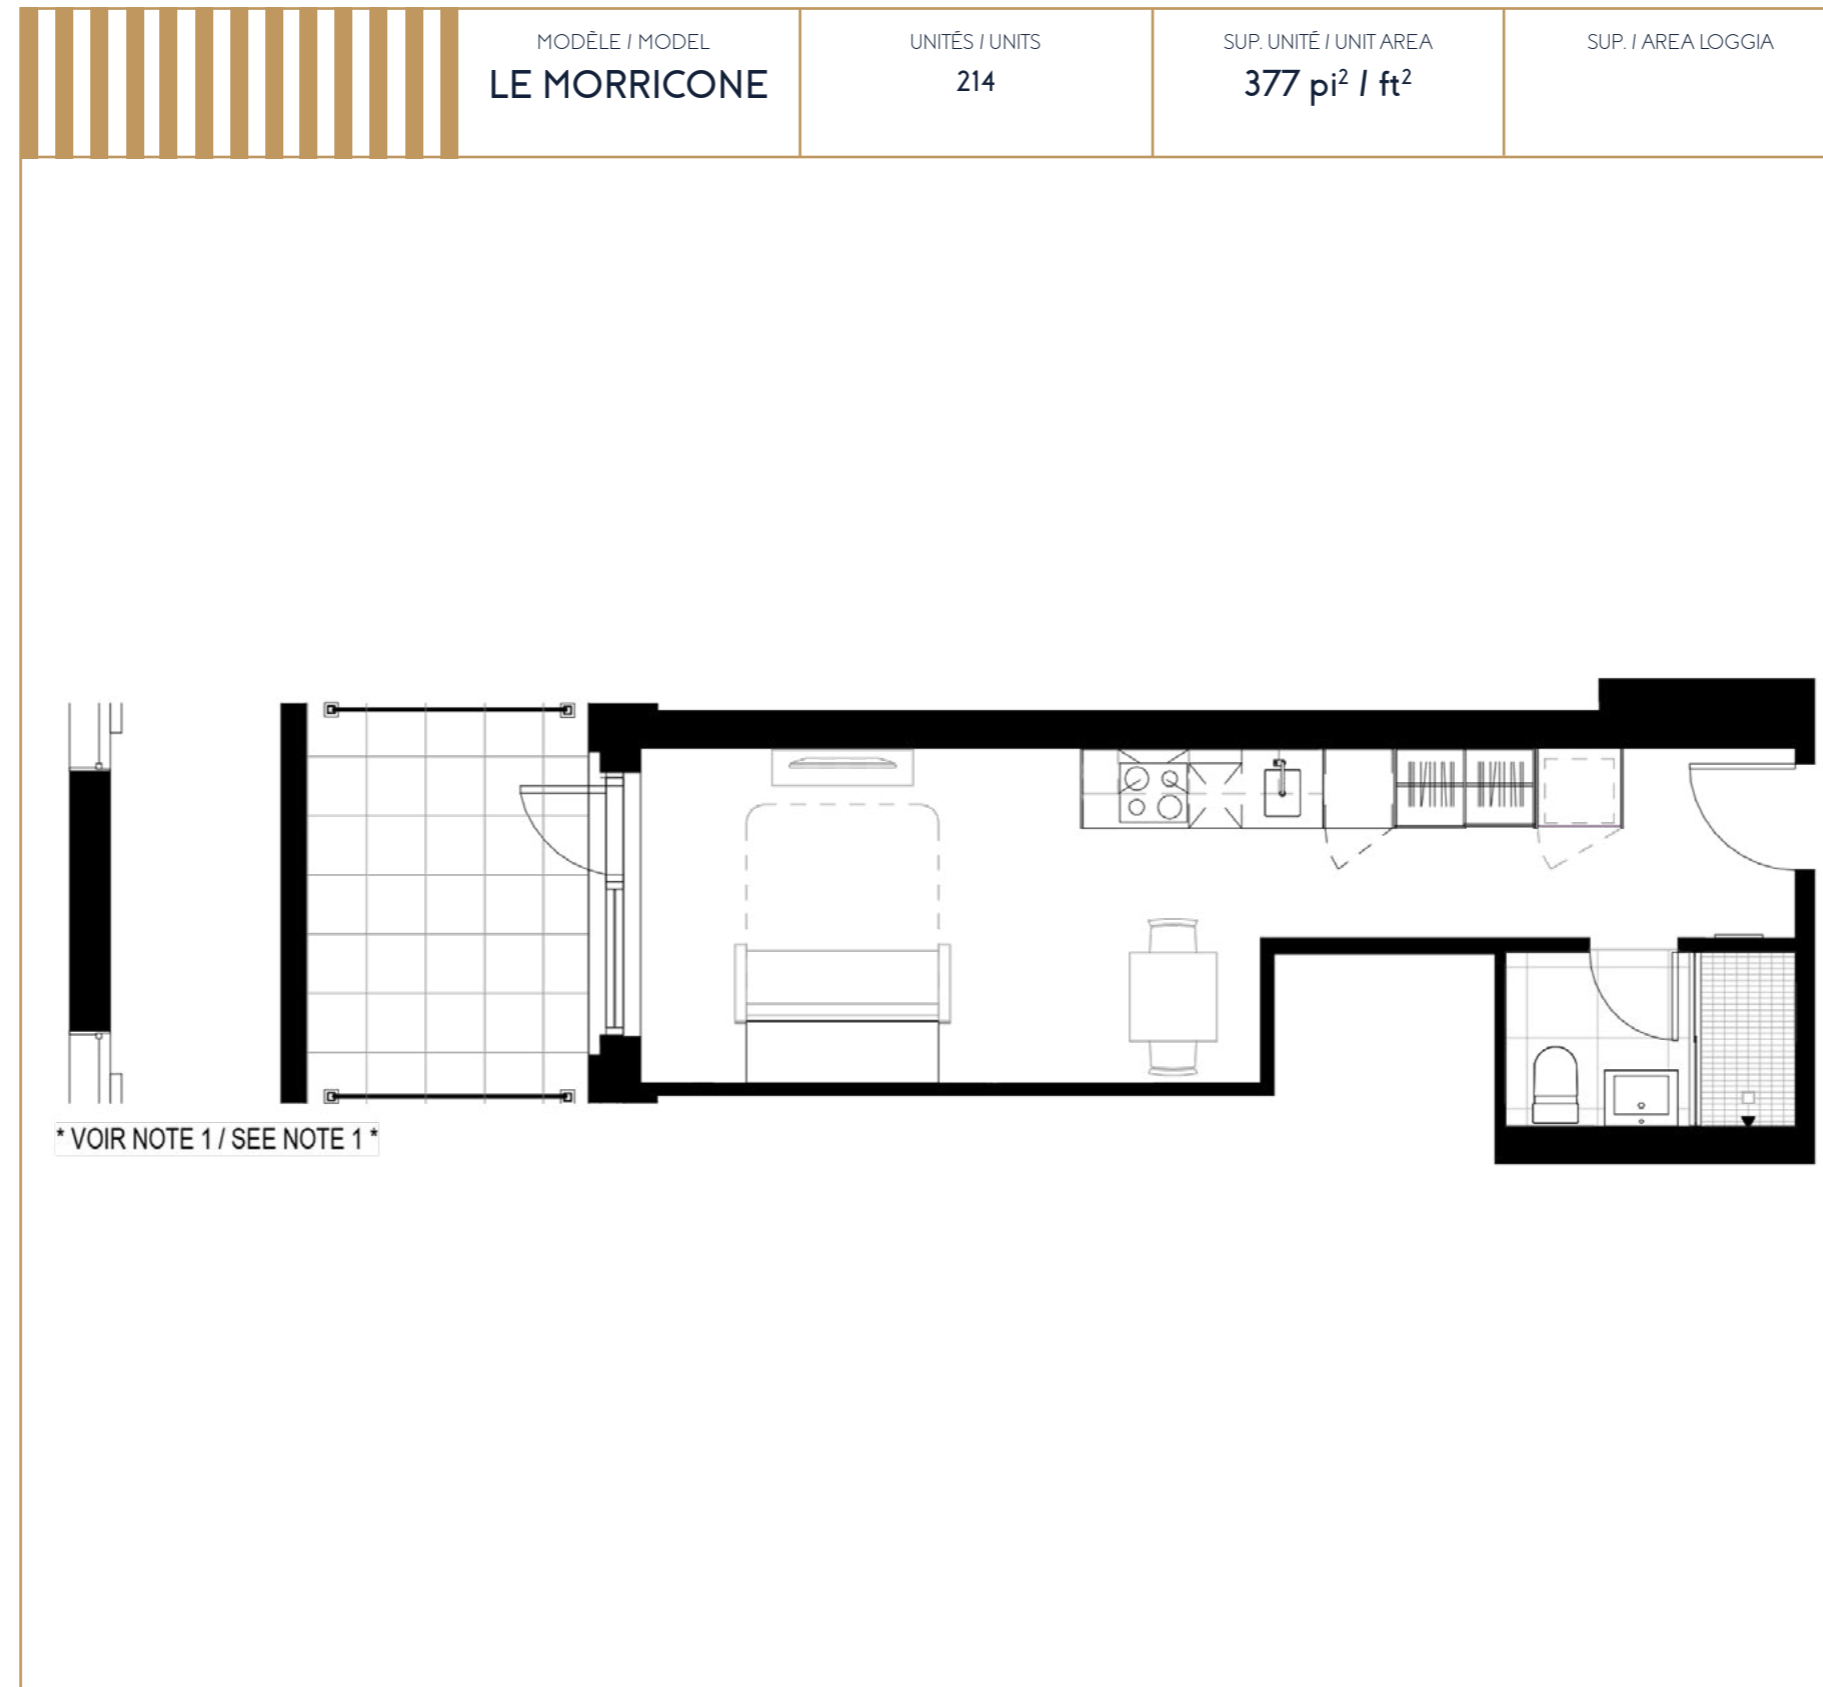 MODÈLE / MODEL
LE MORRICONE
UNITÉS / UNITS
214
SUP. UNITÉ / UNIT AREA
377 pi² / ft²
SUP. / AREA LOGGIA
* VOIR NOTE 1 / SEE NOTE 1 *